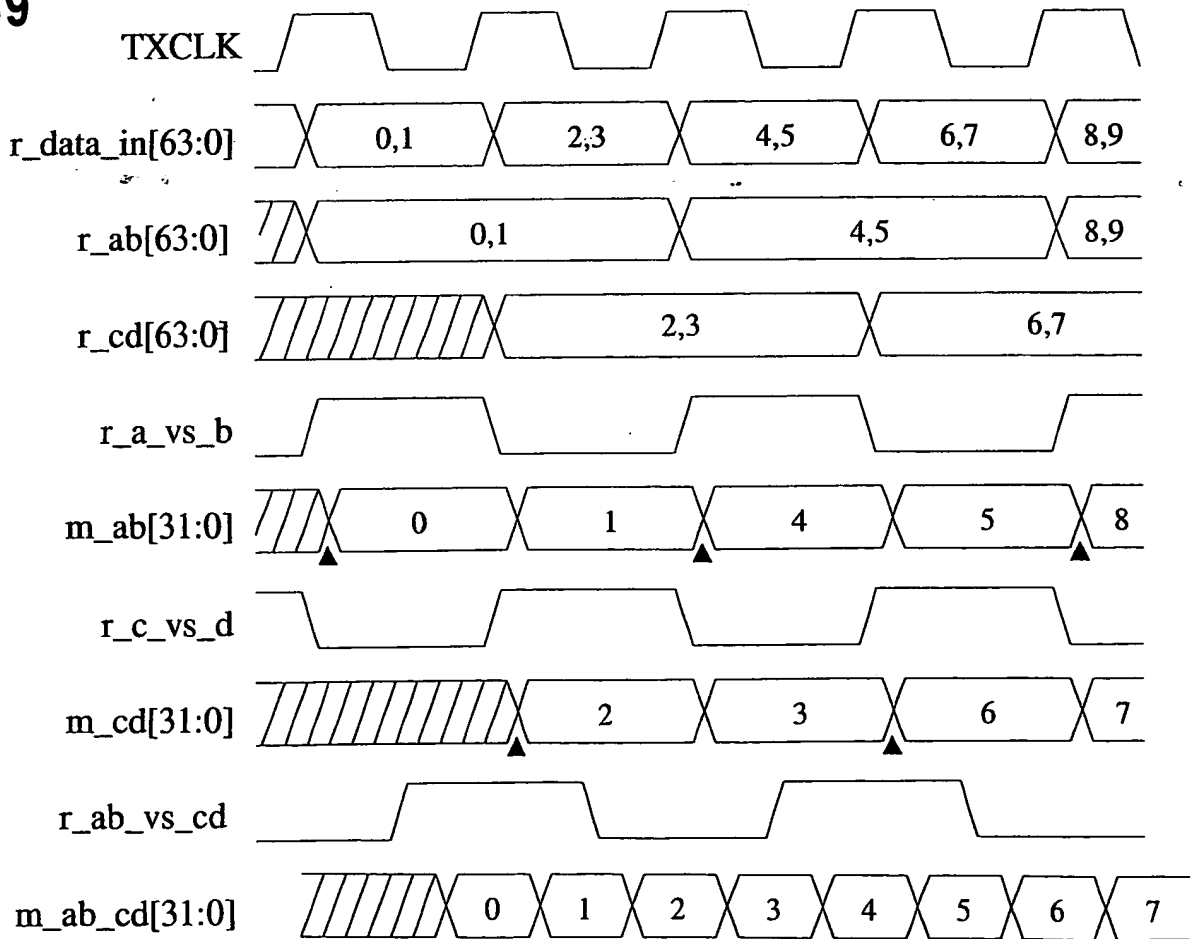 TXCLK
r_data_in[63:0] 0,1 2,3 4,5 6,7 8,9
r_ab[63:0] 0,1 4,5 8,9
r_cd[63:0] 2,3 6,7
r_a_vs_b
m_ab[31:0] 0 1 4 5 8
r_c_vs_d
m_cd[31:0] 2 3 6 7
r_ab_vs_cd
m_ab_cd[31:0] 0 1 2 3 4 5 6 7